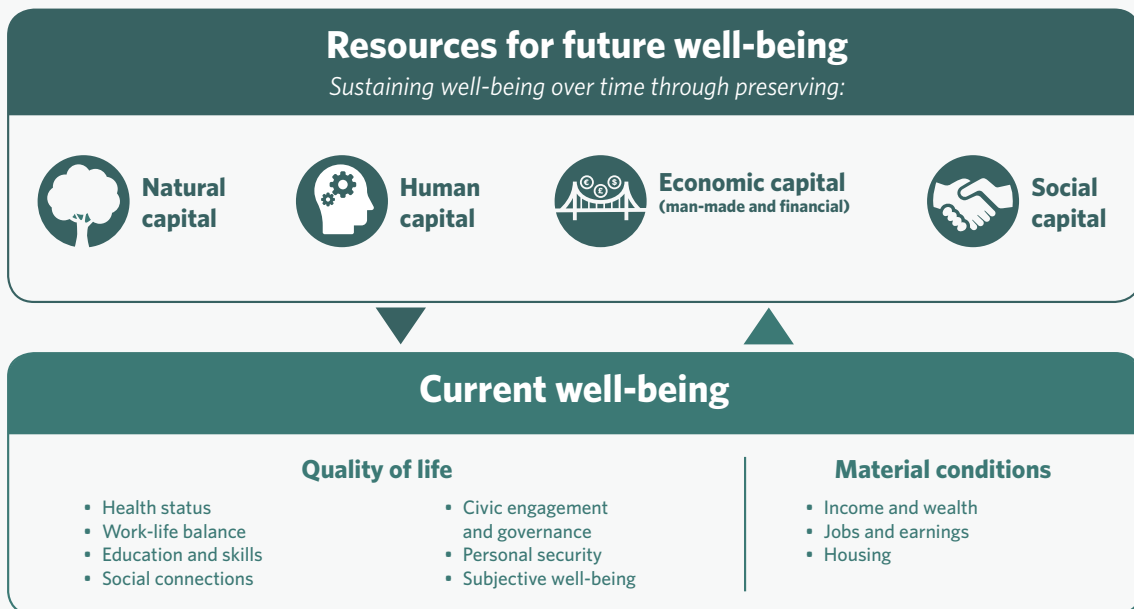 Resources for future well-being
Sustaining well-being over time through preserving:
Natural
capital
Human
capital
€ $ £
Economic capital
(man-made and financial)
Social
capital
Current well-being
Quality of life
• Health status
• Work-life balance
• Education and skills
• Social connections
• Civic engagement
and governance
• Personal security
• Subjective well-being
Material conditions
• Income and wealth
• Jobs and earnings
• Housing